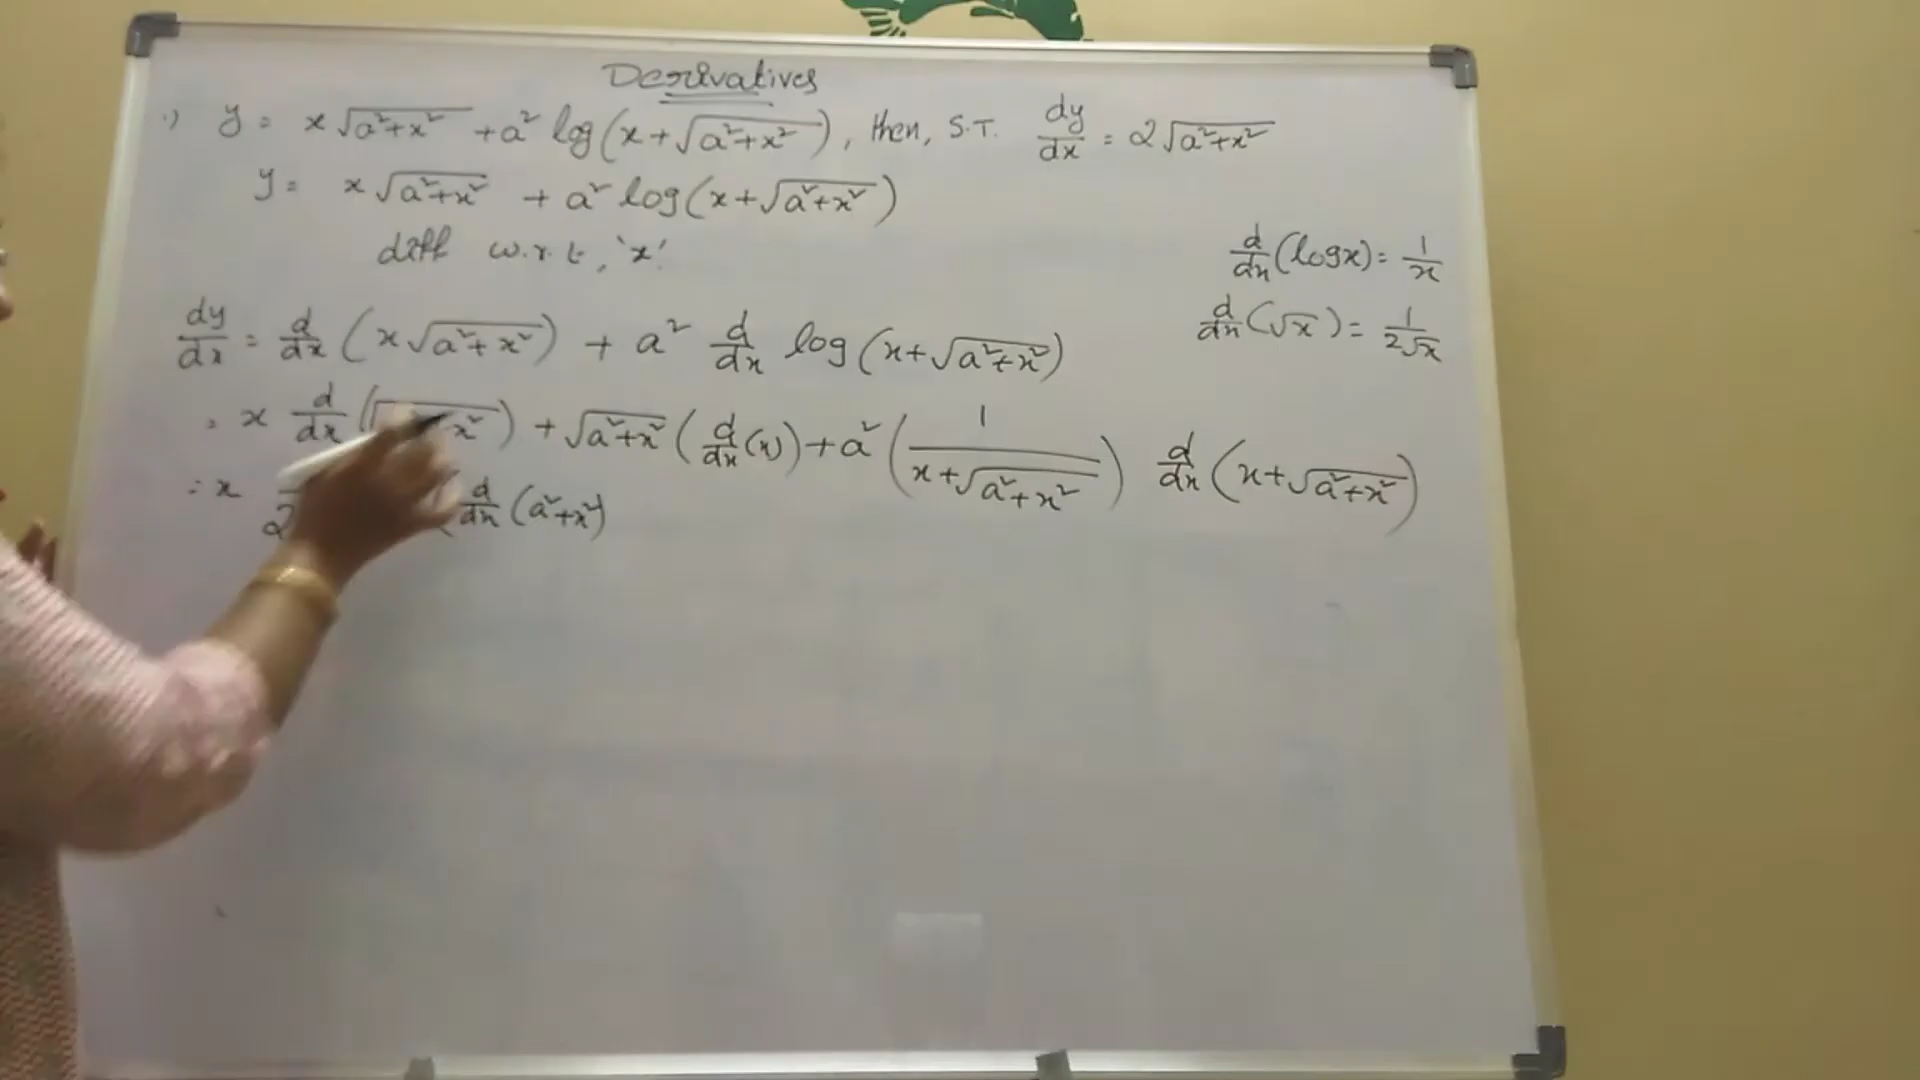 Derivatives
1) y = x√(a²+x²) + a² log(x+√(a²+x²)), then, S.T. dy/dx = 2√(a²+x²)
y = x√(a²+x²) + a² log(x+√(a²+x²))
diff w.r.t, 'x'.
d/dx (log x) = 1/x
d/dx (√x) = 1/2√x
dy/dx = d/dx (x√(a²+x²)) + a² d/dx log(x+√(a²+x²))
= x d/dx (√ x²) + √(a²+x²) (d/dx (x)) + a² (1/(x+√(a²+x²))) d/dx (x+√(a²+x²))
= x 2 (d/dx (a²+x²)